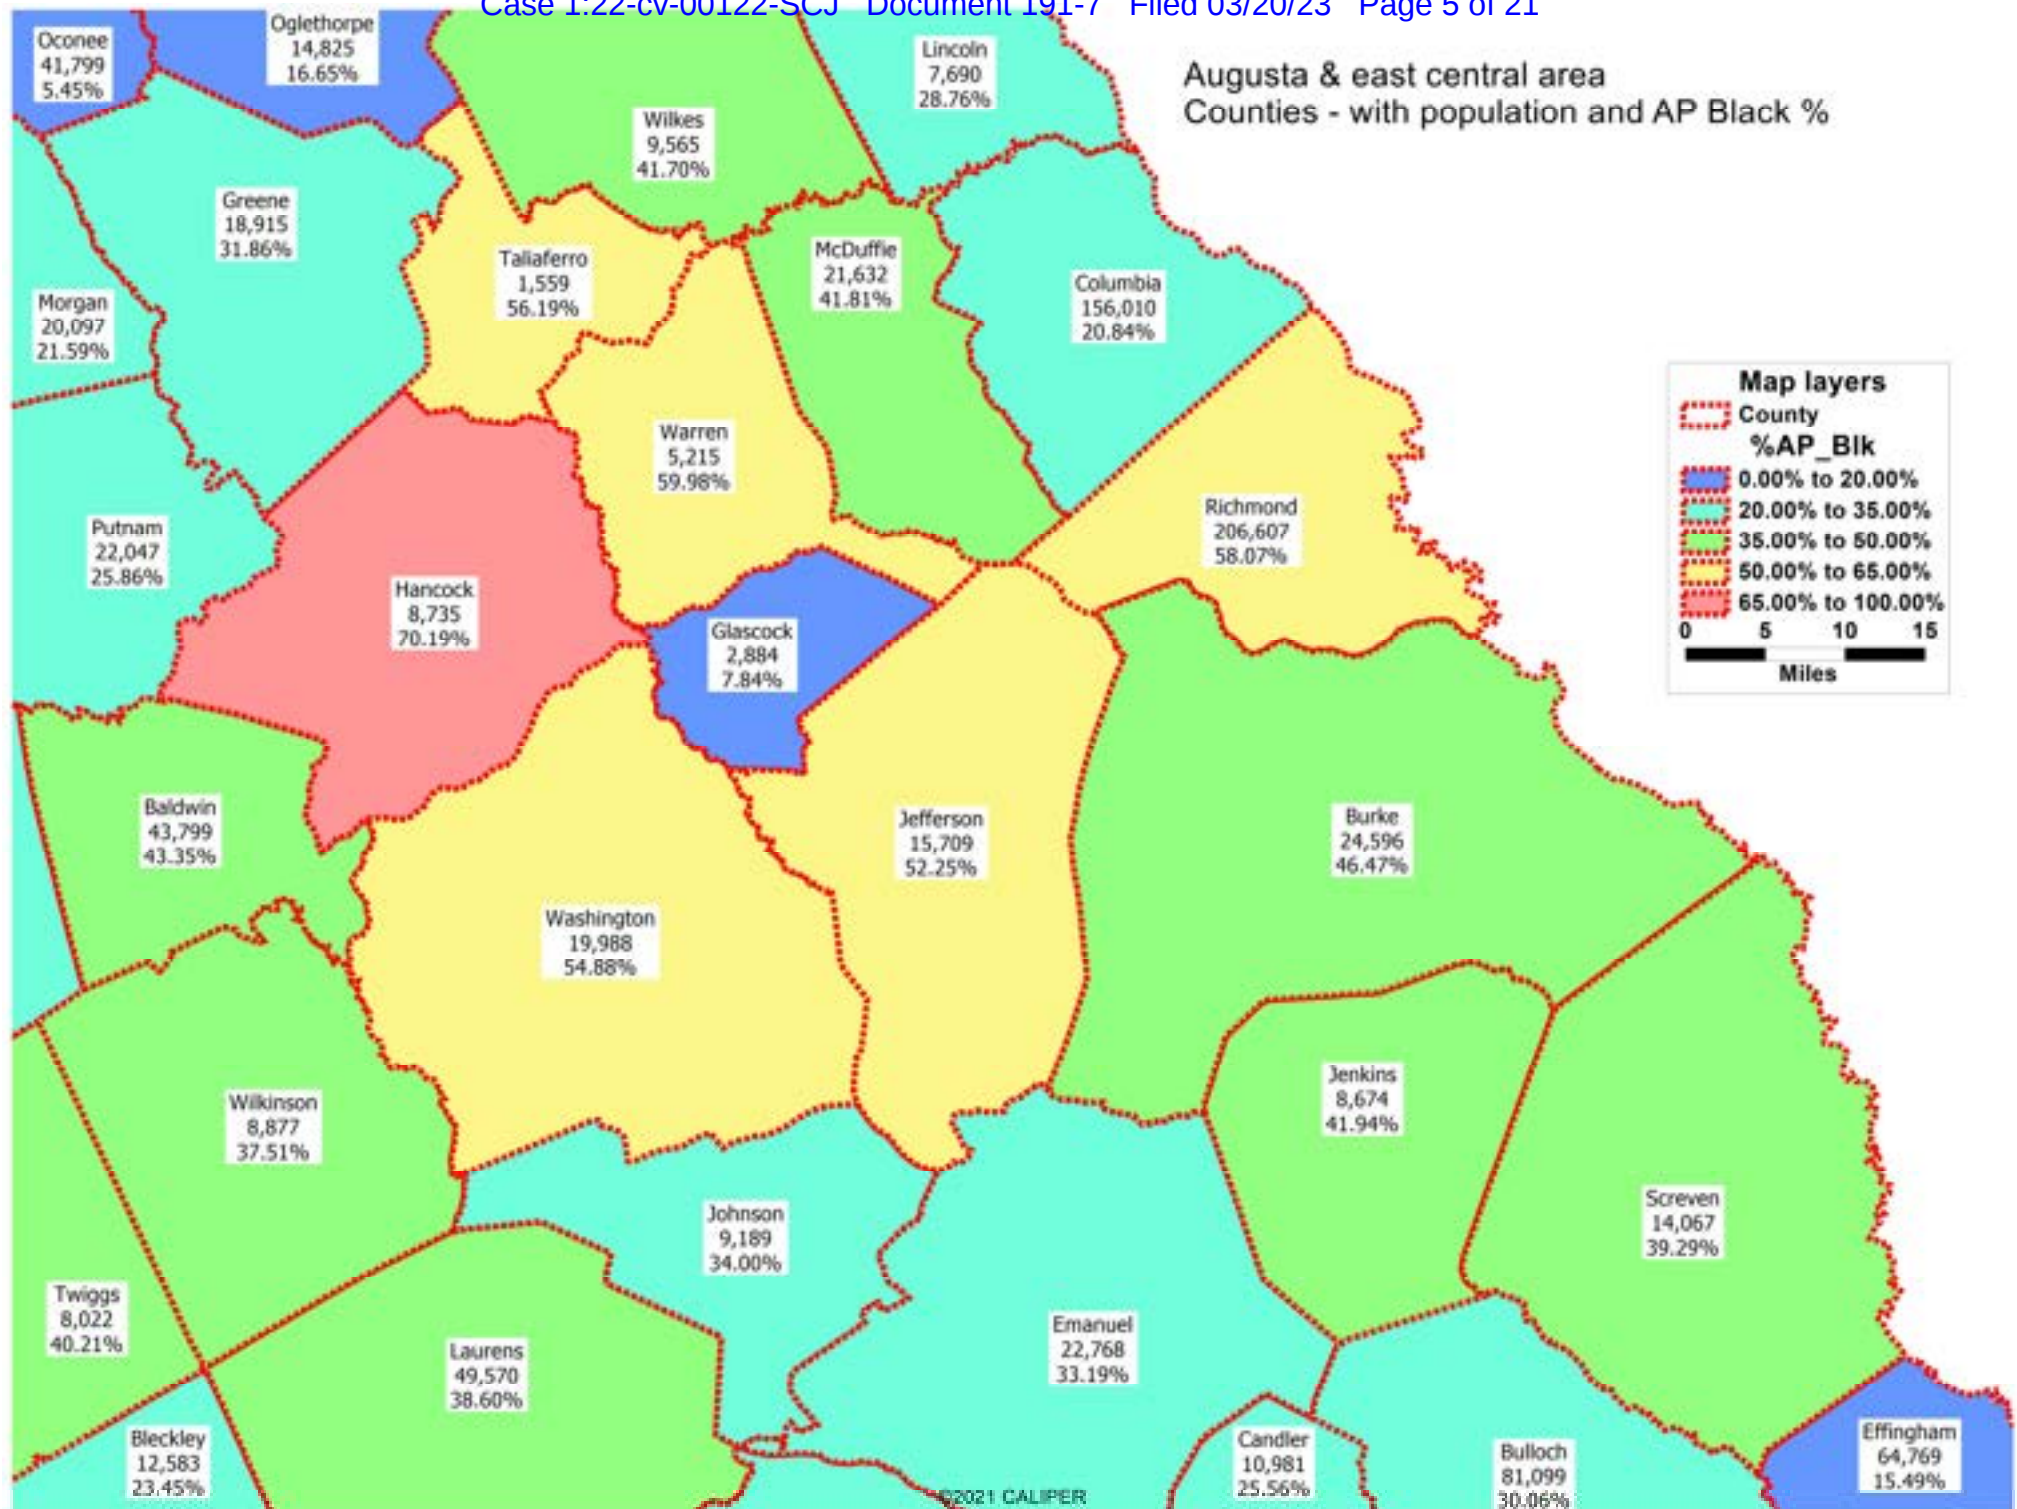 Case 1:22-cv-00122-SCJ Document 191-7 Filed 03/20/23 Page 5 of 21
Augusta & east central area
Counties - with population and AP Black %
Oconee
41,799
5.45%
Oglethorpe
14,825
16.65%
Wilkes
9,565
41.70%
Lincoln
7,690
28.76%
Greene
18,915
31.86%
Taliaferro
1,559
56.19%
McDuffie
21,632
41.81%
Columbia
156,010
20.84%
Morgan
20,097
21.59%
Map layers
County
%AP_Blk
0.00% to 20.00%
20.00% to 35.00%
35.00% to 50.00%
50.00% to 65.00%
65.00% to 100.00%
0 5 10 15
Miles
Warren
5,215
59.98%
Richmond
206,607
58.07%
Putnam
22,047
25.86%
Hancock
8,735
70.19%
Glascock
2,884
7.84%
Baldwin
43,799
43.35%
Jefferson
15,709
52.25%
Burke
24,596
46.47%
Washington
19,988
54.88%
Wilkinson
8,877
37.51%
Jenkins
8,674
41.94%
Screven
14,067
39.29%
Johnson
9,189
34.00%
Twiggs
8,022
40.21%
Laurens
49,570
38.60%
Emanuel
22,768
33.19%
Bleckley
12,583
23.45%
Candler
10,981
25.56%
Bulloch
81,099
30.06%
Effingham
64,769
15.49%
©2021 CALIPER